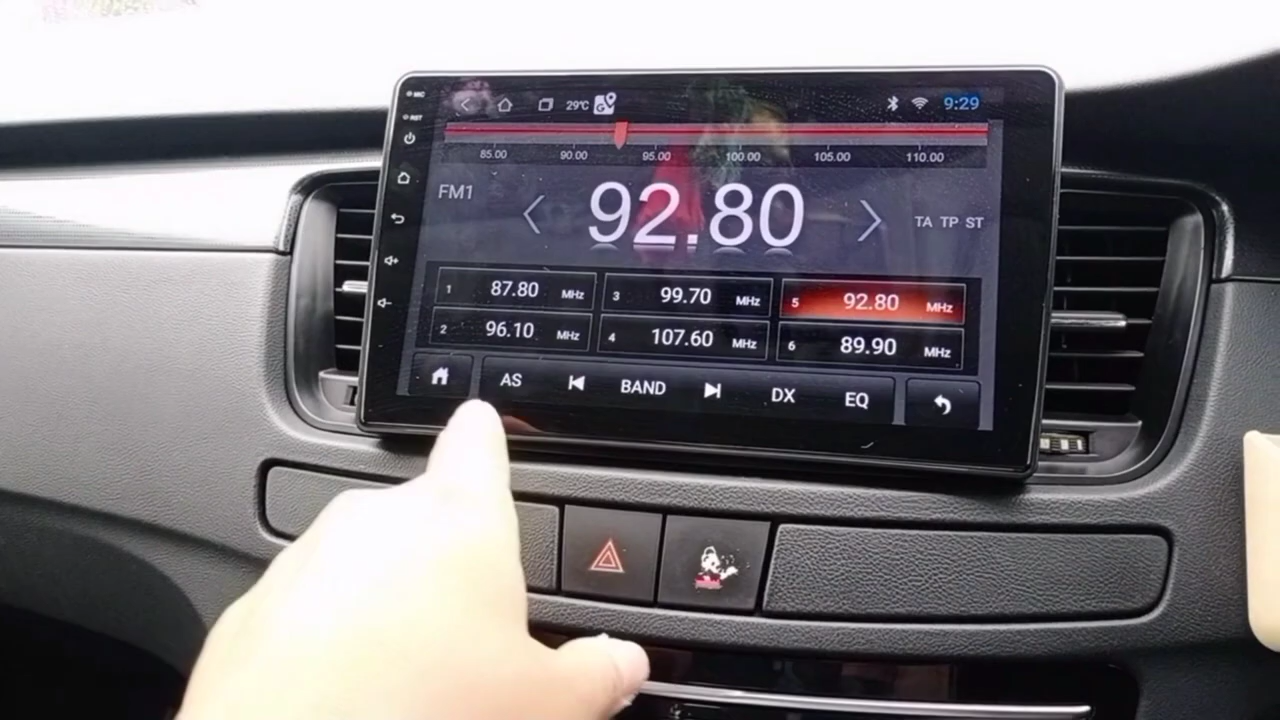 MIC
RST
29°C G
9:29
85.00 90.00 95.00 100.00 105.00 110.00
FM1
92.80
TA TP ST
1 87.80 MHz 3 99.70 MHz 5 92.80 MHz
2 96.10 MHz 4 107.60 MHz 6 89.90 MHz
AS BAND DX EQ